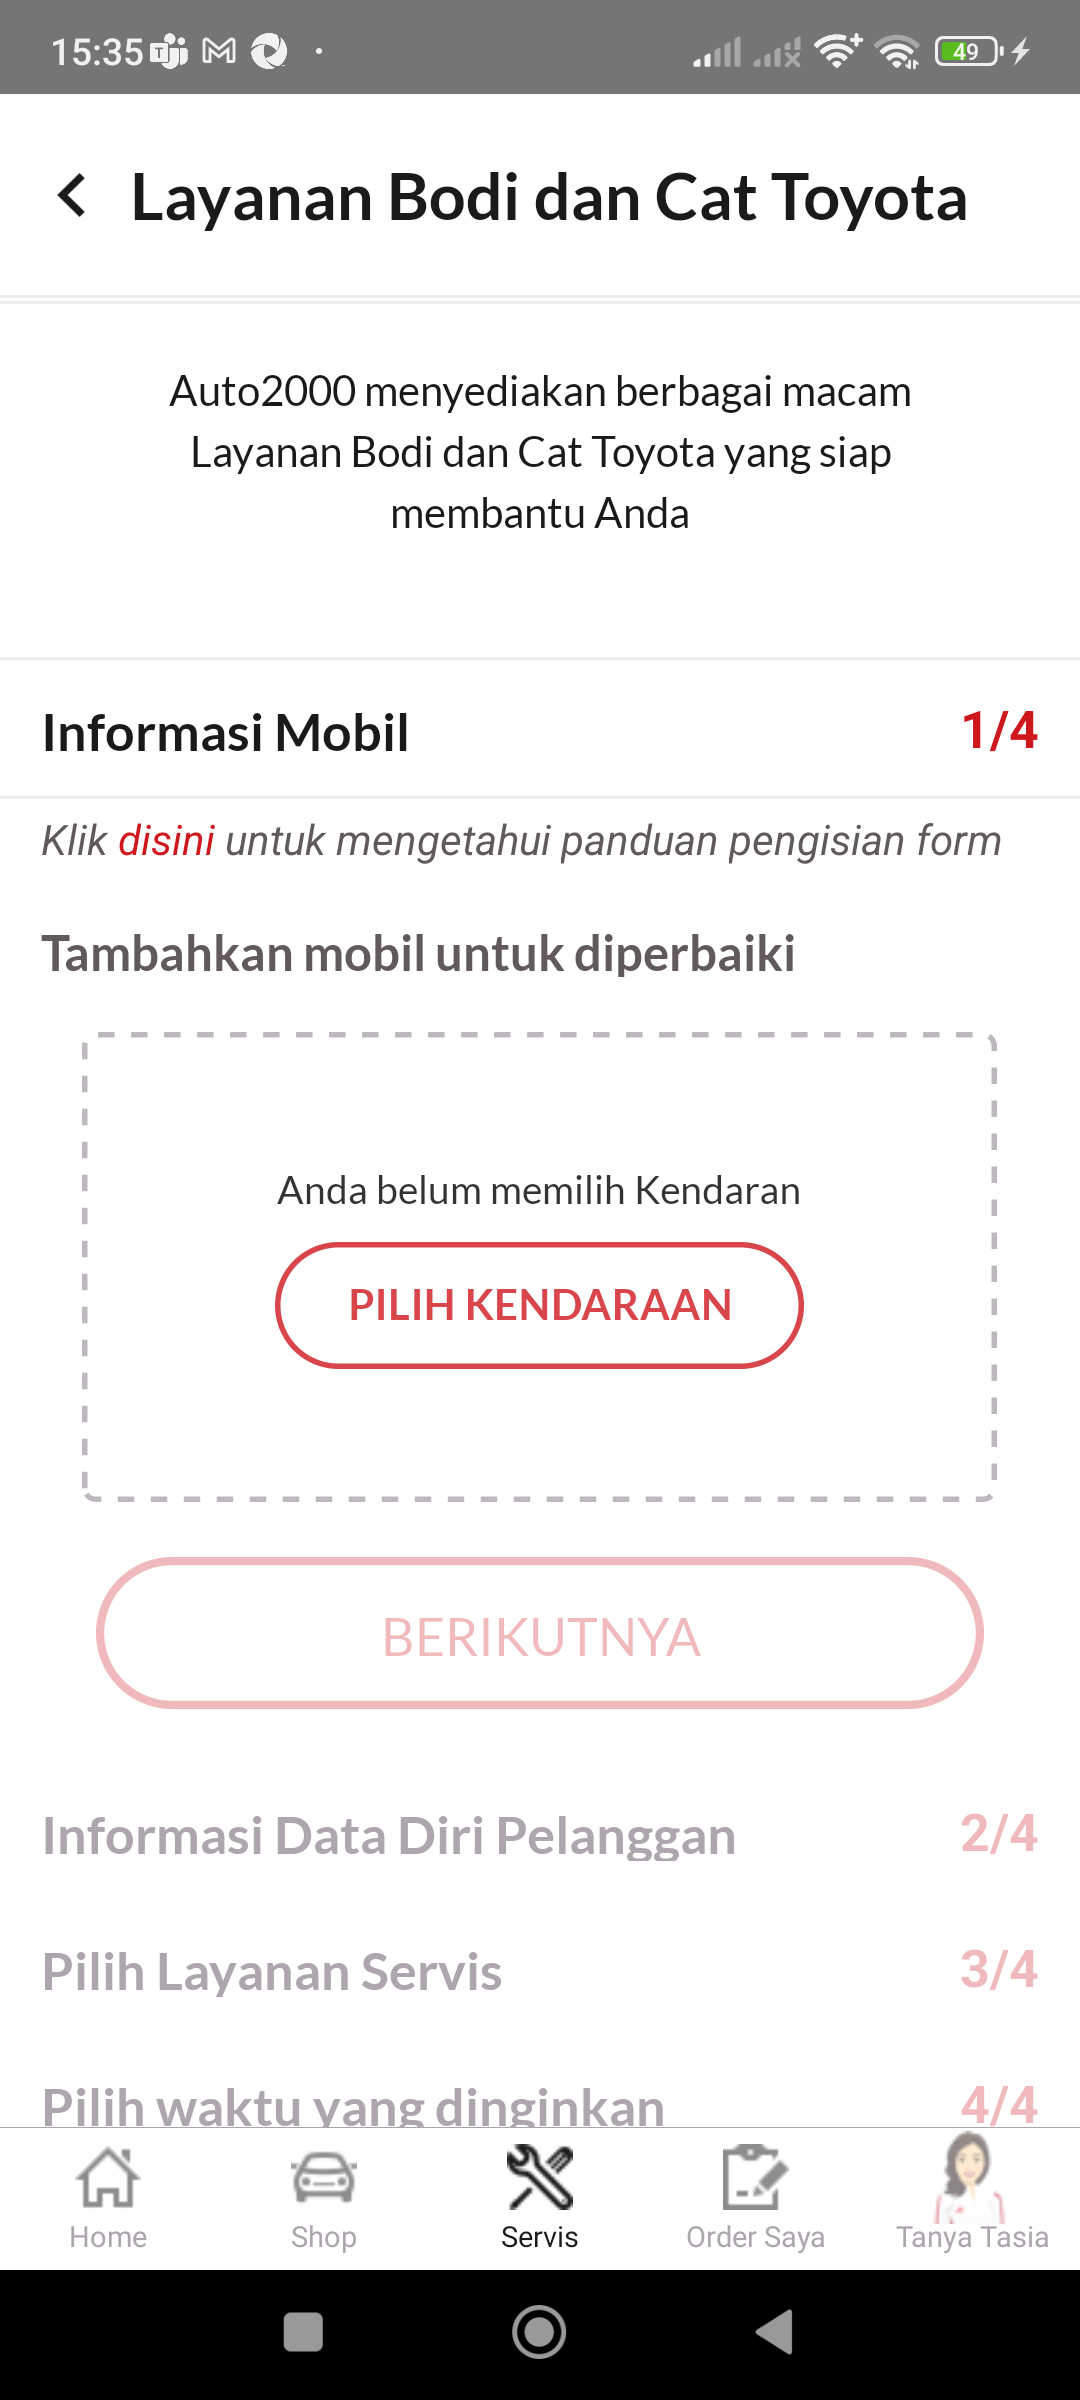 15:35
49
Layanan Bodi dan Cat Toyota
Auto2000 menyediakan berbagai macam
Layanan Bodi dan Cat Toyota yang siap
membantu Anda
Informasi Mobil 1/4
Klik disini untuk mengetahui panduan pengisian form
Tambahkan mobil untuk diperbaiki
Anda belum memilih Kendaran
PILIH KENDARAAN
BERIKUTNYA
Informasi Data Diri Pelanggan 2/4
Pilih Layanan Servis 3/4
Pilih waktu yang dinginkan 4/4
Home Shop Servis Order Saya Tanya Tasia